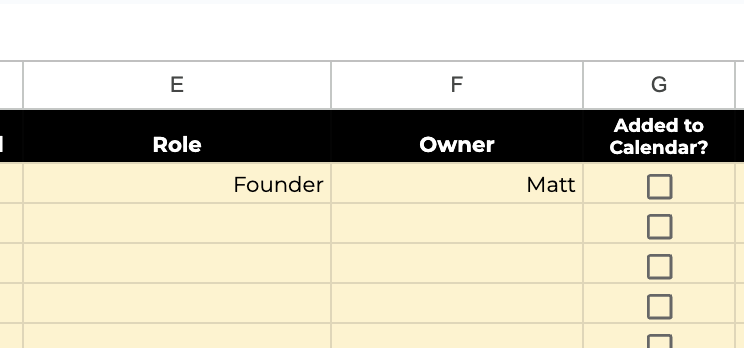 E F G
Role Owner Added to
Calendar?
Founder Matt